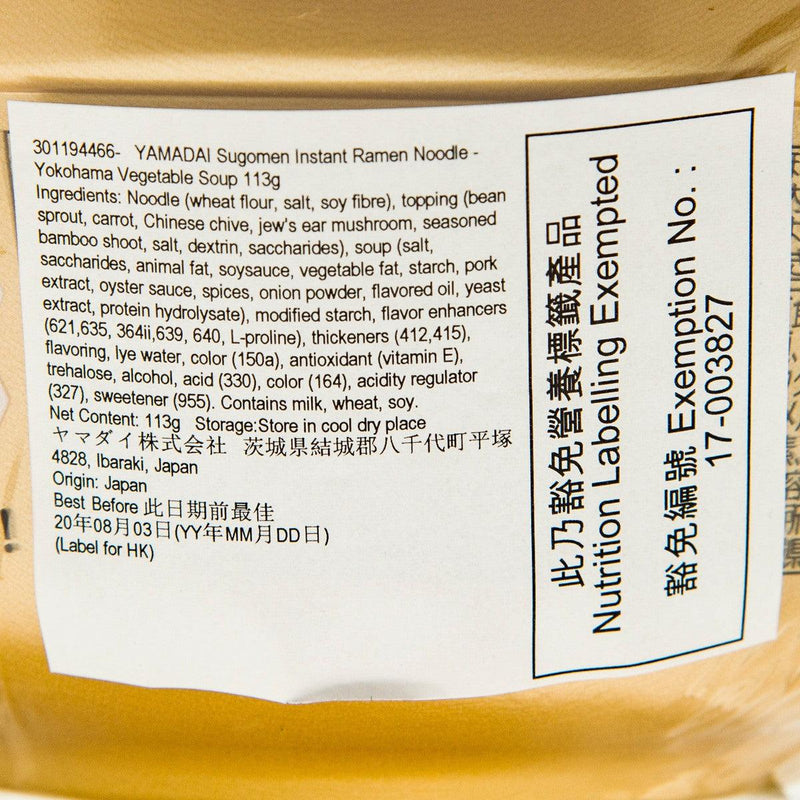 301194466- YAMADAI Sugomen Instant Ramen Noodle -
Yokohama Vegetable Soup 113g
Ingredients: Noodle (wheat flour, salt, soy fibre), topping (bean
sprout, carrot, Chinese chive, jew's ear mushroom, seasoned
bamboo shoot, salt, dextrin, saccharides), soup (salt,
saccharides, animal fat, soysauce, vegetable fat, starch, pork
extract, oyster sauce, spices, onion powder, flavored oil, yeast
extract, protein hydrolysate), modified starch, flavor enhancers
(621,635, 364ii,639, 640, L-proline), thickeners (412,415),
flavoring, lye water, color (150a), antioxidant (vitamin E),
trehalose, alcohol, acid (330), color (164), acidity regulator
(327), sweetener (955). Contains milk, wheat, soy.
Net Content: 113g Storage:Store in cool dry place
ヤマダイ株式会社 茨城県結城郡八千代町平塚
4828, Ibaraki, Japan
Origin: Japan
Best Before 此日期前最佳
20年08月03日(YY年MM月DD日)
(Label for HK)
此乃豁免營養標籤產品
Nutrition Labelling Exempted
豁免編號 Exemption No. :
17-003827